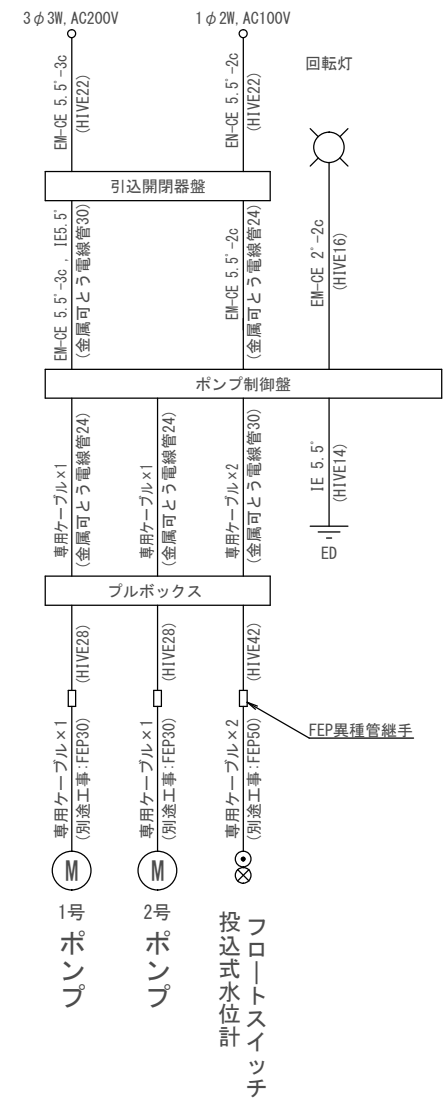 3φ3W, AC200V
1φ2W, AC100V
回転灯
EM-CE 5.5°-3c
(HIVE22)
EN-CE 5.5°-2c
(HIVE22)
引込開閉器盤
EM-CE 5.5°-3c , IE5.5°
(金属可とう電線管30)
EM-CE 5.5°-2c
(金属可とう電線管24)
EM-CE 2°-2c
(HIVE16)
ポンプ制御盤
専用ケーブル×1
(金属可とう電線管24)
専用ケーブル×1
(金属可とう電線管24)
専用ケーブル×2
(金属可とう電線管30)
IE 5.5°
(HIVE14)
ED
プルボックス
(HIVE28)
(HIVE28)
(HIVE42)
FEP異種管継手
専用ケーブル×1
(別途工事:FEP30)
専用ケーブル×1
(別途工事:FEP30)
専用ケーブル×2
(別途工事:FEP50)
M
M
1号
ポンプ
2号
ポンプ
フロートスイッチ
投込式水位計